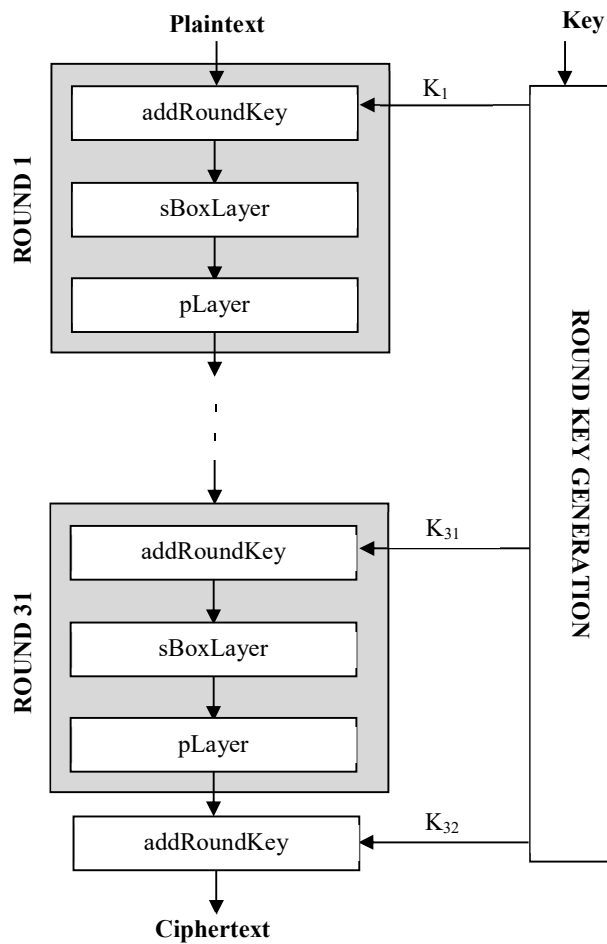 Plaintext
Key
K₁
addRoundKey
sBoxLayer
pLayer
ROUND 1
ROUND KEY GENERATION
K₃₁
addRoundKey
sBoxLayer
pLayer
ROUND 31
K₃₂
addRoundKey
Ciphertext